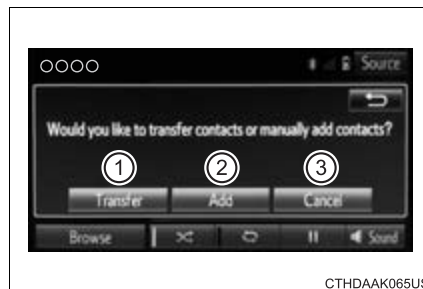 ○○○○ Source
Would you like to transfer contacts or manually add contacts?
1 2 3
Transfer Add Cancel
Browse Sound
CTHDAAK065US